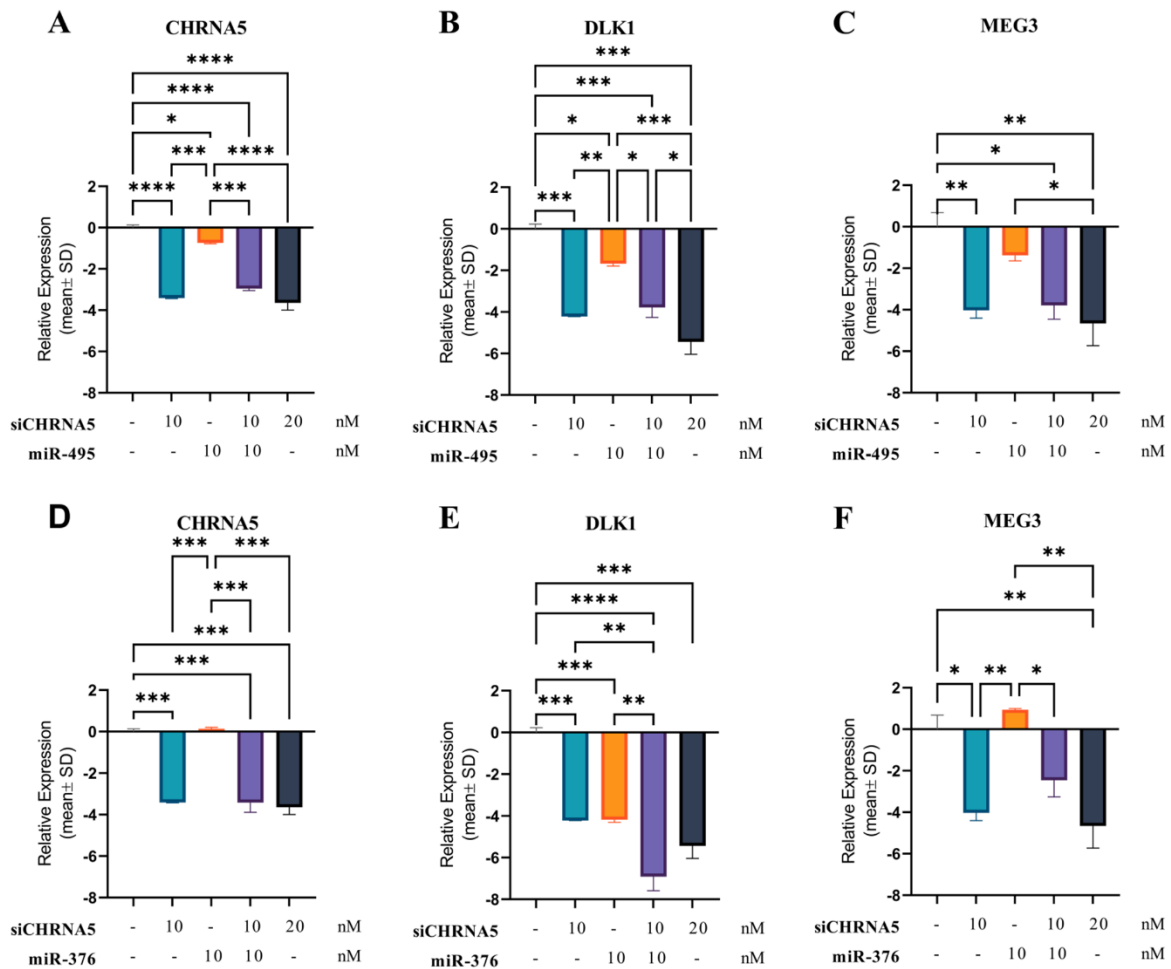 A
CHRNA5
****
****
*
*** ****
**** ***
2
0
-2
-4
-6
-8
Relative Expression
(mean± SD)
siCHRNA5 - 10 - 10 20 nM
miR-495 - - 10 10 - nM
B
DLK1
***
***
* ***
** * *
***
2
0
-2
-4
-6
-8
Relative Expression
(mean± SD)
siCHRNA5 - 10 - 10 20 nM
miR-495 - - 10 10 - nM
C
MEG3
**
*
** *
2
0
-2
-4
-6
-8
Relative Expression
(mean± SD)
siCHRNA5 - 10 - 10 20 nM
miR-495 - - 10 10 - nM
D
CHRNA5
*** ***
***
***
***
***
2
0
-2
-4
-6
-8
Relative Expression
(mean± SD)
siCHRNA5 - 10 - 10 20 nM
miR-376 - - 10 10 - nM
E
DLK1
***
****
**
***
*** **
2
0
-2
-4
-6
-8
Relative Expression
(mean± SD)
siCHRNA5 - 10 - 10 20 nM
miR-376 - - 10 10 - nM
F
MEG3
**
**
* ** *
2
0
-2
-4
-6
-8
Relative Expression
(mean± SD)
siCHRNA5 - 10 - 10 20 nM
miR-376 - - 10 10 - nM